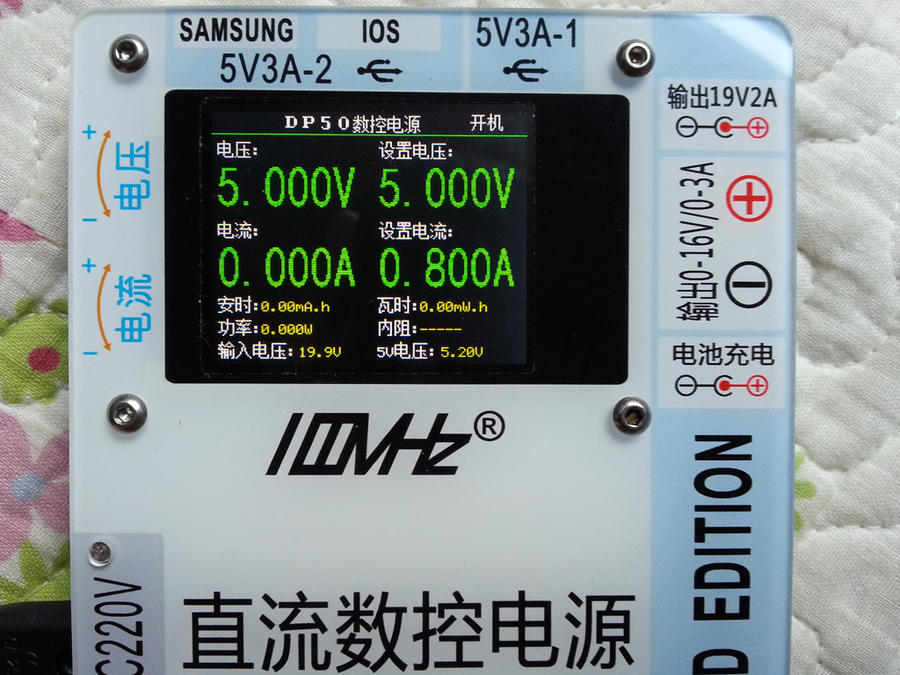 SAMSUNG
IOS
5V3A-1
5V3A-2
DP50数控电源
开机
电压:
设置电压:
5.000V
5.000V
电流:
设置电流:
0.000A
0.800A
安时:0.00mA.h
瓦时:0.00mW.h
功率:0.000W
内阻:-----
输入电压:19.9V
5V电压:5.20V
+
电压
-
+
电流
-
输出19V2A
输出0-16V/0-3A
电池充电
10MHz®
C220V
直流数控电源
D EDITION